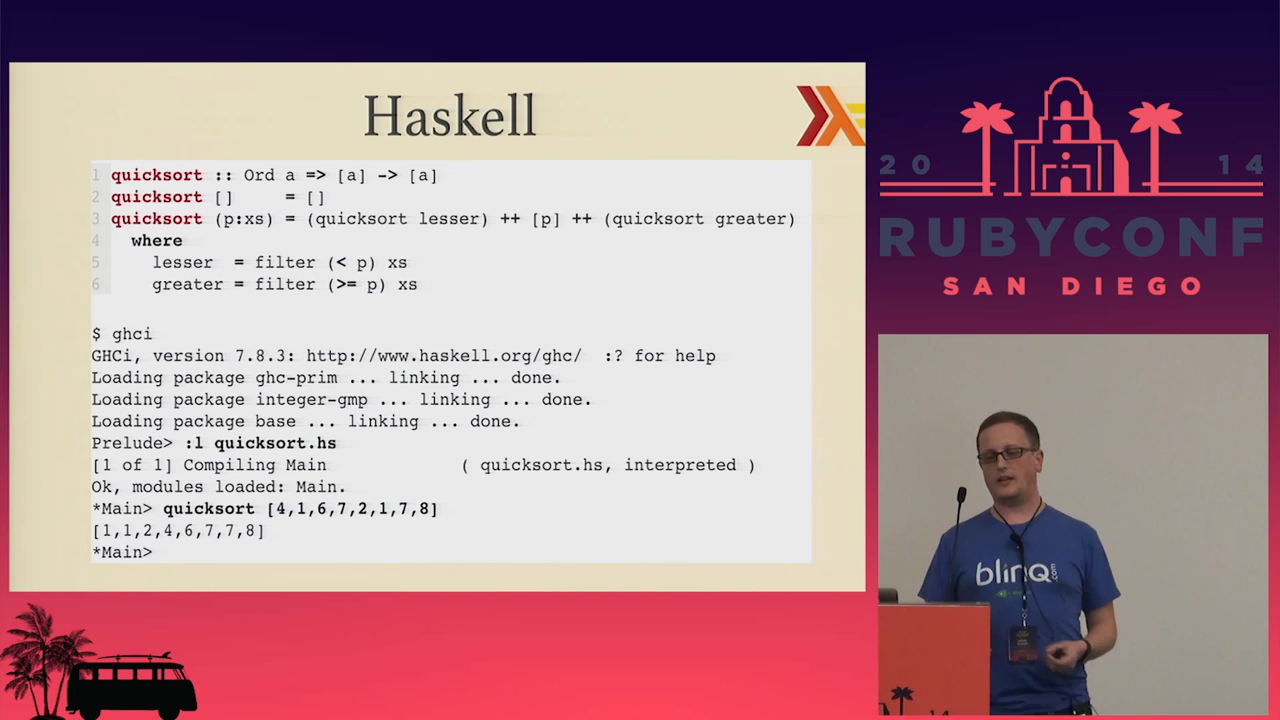 Haskell
1 quicksort :: Ord a => [a] -> [a]
2 quicksort []     = []
3 quicksort (p:xs) = (quicksort lesser) ++ [p] ++ (quicksort greater)
4   where
5     lesser  = filter (< p) xs
6     greater = filter (>= p) xs
$ ghci
GHCi, version 7.8.3: http://www.haskell.org/ghc/  :? for help
Loading package ghc-prim ... linking ... done.
Loading package integer-gmp ... linking ... done.
Loading package base ... linking ... done.
Prelude> :l quicksort.hs
[1 of 1] Compiling Main             ( quicksort.hs, interpreted )
Ok, modules loaded: Main.
*Main> quicksort [4,1,6,7,2,1,7,8]
[1,1,2,4,6,7,7,8]
*Main>
2014
RUBYCONF
SAN DIEGO
blinq.com